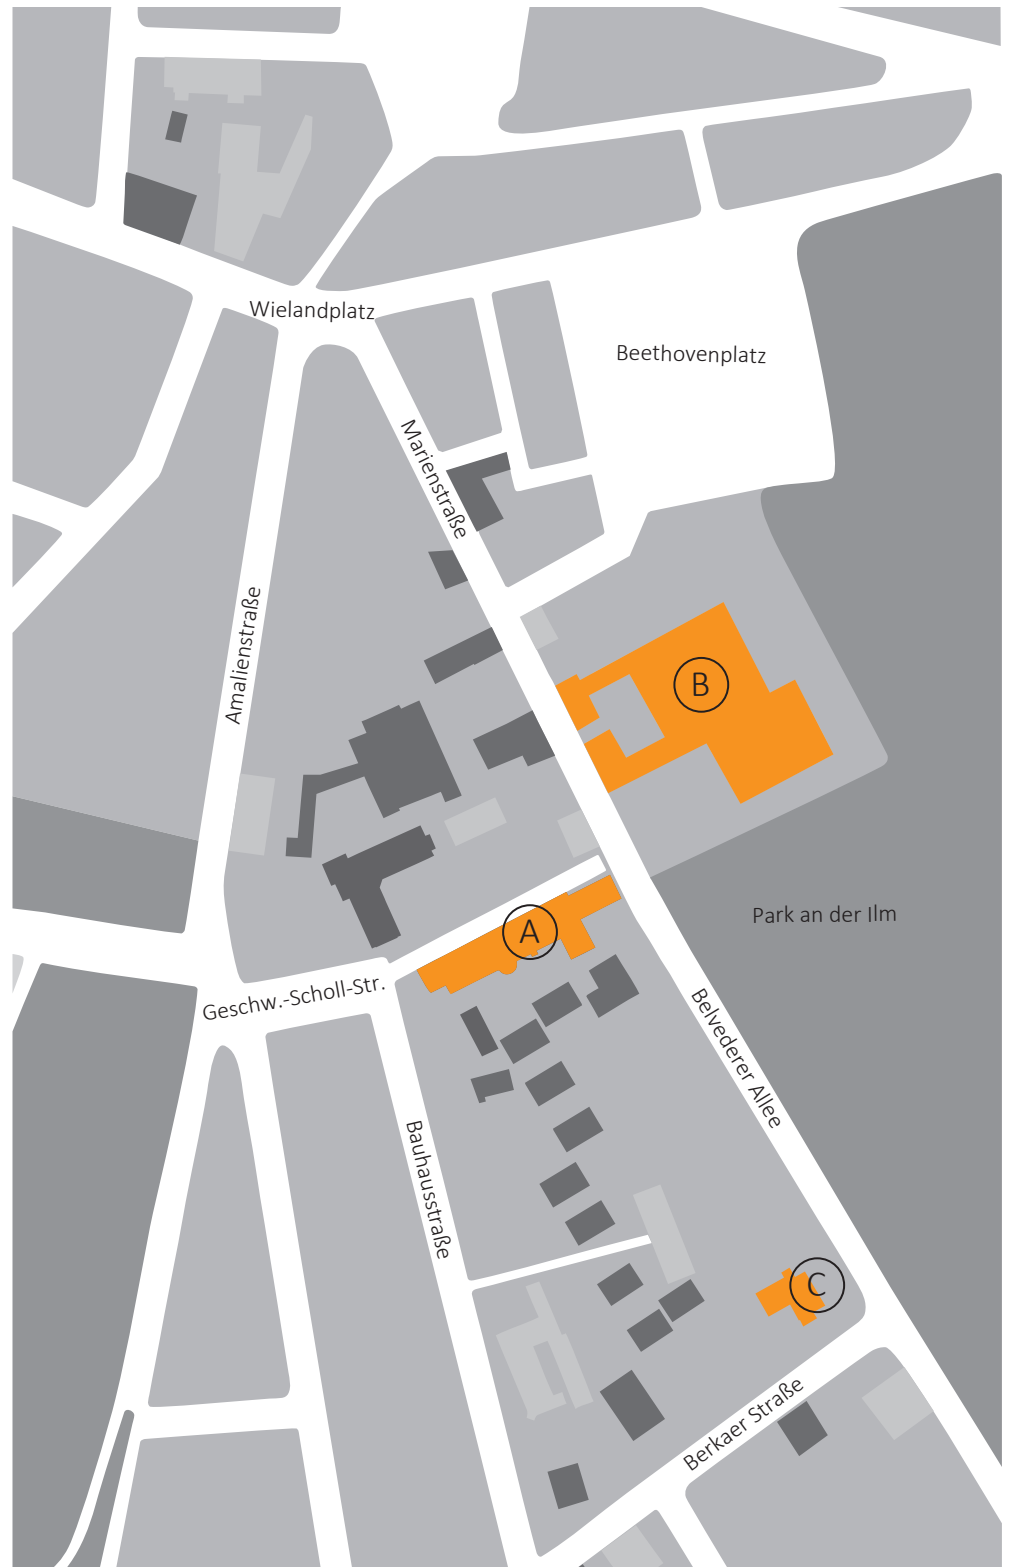 Wielandplatz
Beethovenplatz
Marienstraße
Amalienstraße
B
Park an der Ilm
A
Geschw.-Scholl-Str.
Belvederer Allee
Bauhausstraße
C
Berkaer Straße